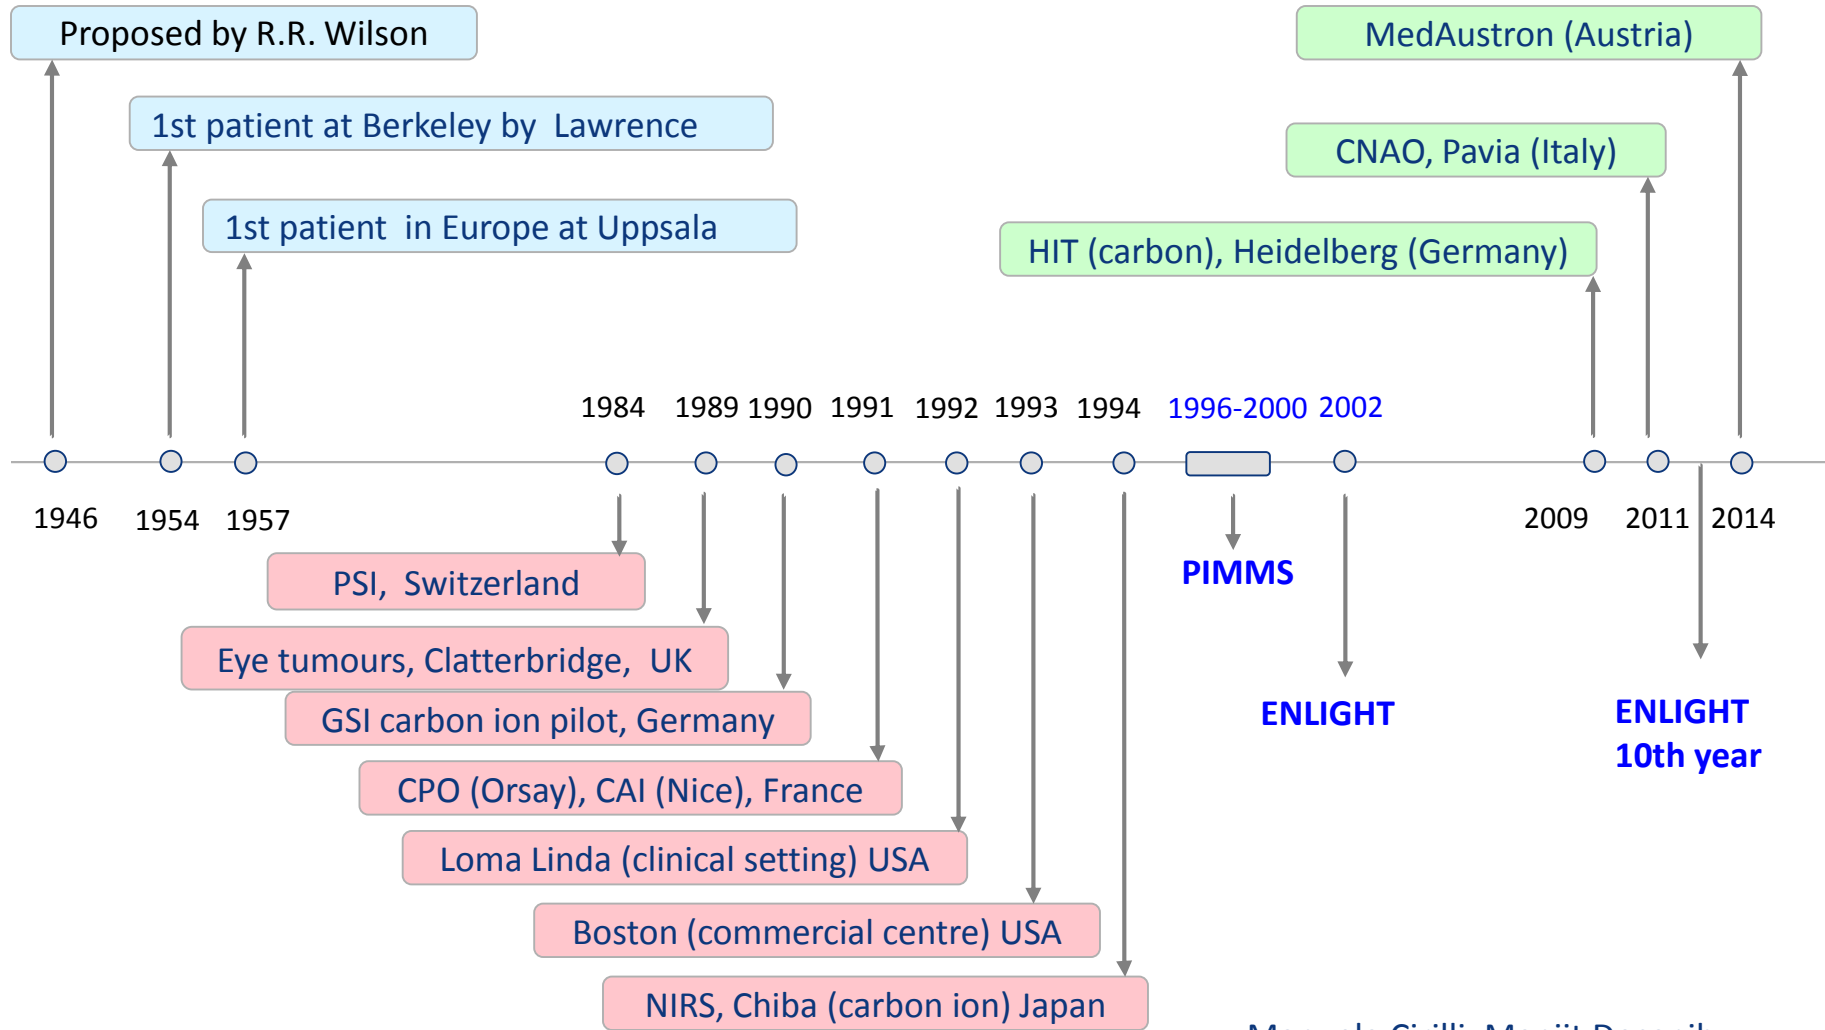 Proposed by R.R. Wilson
MedAustron (Austria)
1st patient at Berkeley by Lawrence
CNAO, Pavia (Italy)
1st patient in Europe at Uppsala
HIT (carbon), Heidelberg (Germany)
1984 1989 1990 1991 1992 1993 1994 1996-2000 2002
1946 1954 1957 2009 2011 2014
PSI, Switzerland
PIMMS
Eye tumours, Clatterbridge, UK
GSI carbon ion pilot, Germany
ENLIGHT
ENLIGHT
10th year
CPO (Orsay), CAI (Nice), France
Loma Linda (clinical setting) USA
Boston (commercial centre) USA
NIRS, Chiba (carbon ion) Japan